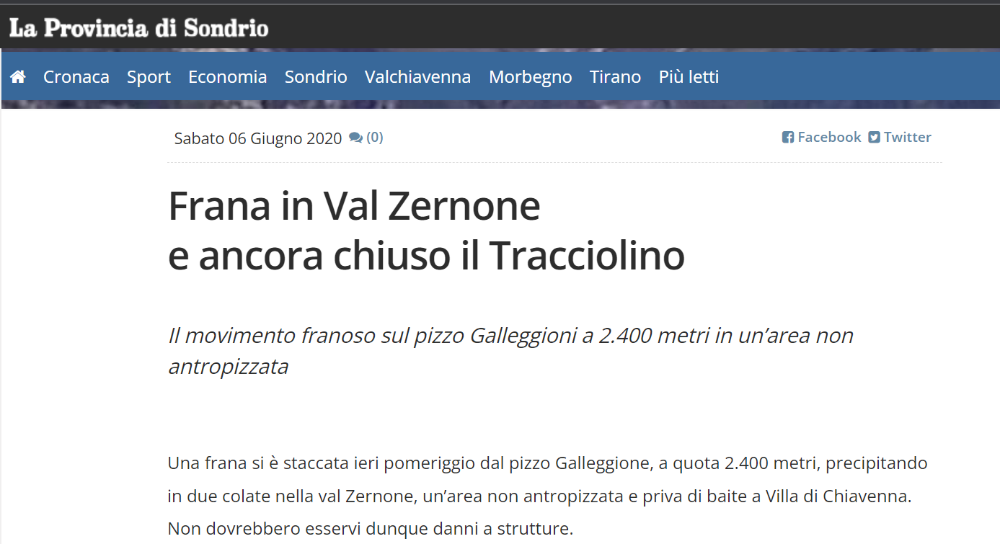 La Provincia di Sondrio
Cronaca Sport Economia Sondrio Valchiavenna Morbegno Tirano Più letti
Sabato 06 Giugno 2020 (0) Facebook Twitter
Frana in Val Zernone
e ancora chiuso il Tracciolino
Il movimento franoso sul pizzo Galleggioni a 2.400 metri in un’area non
antropizzata
Una frana si è staccata ieri pomeriggio dal pizzo Galleggione, a quota 2.400 metri, precipitando
in due colate nella val Zernone, un’area non antropizzata e priva di baite a Villa di Chiavenna.
Non dovrebbero esservi dunque danni a strutture.